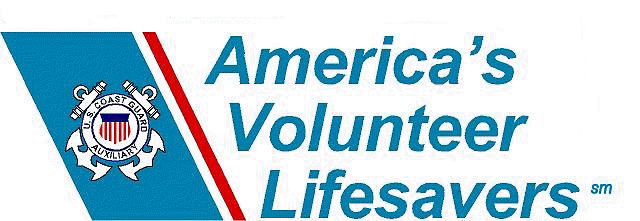 U. S. COAST GUARD
AUXILIARY
America's
Volunteer
Lifesavers sm